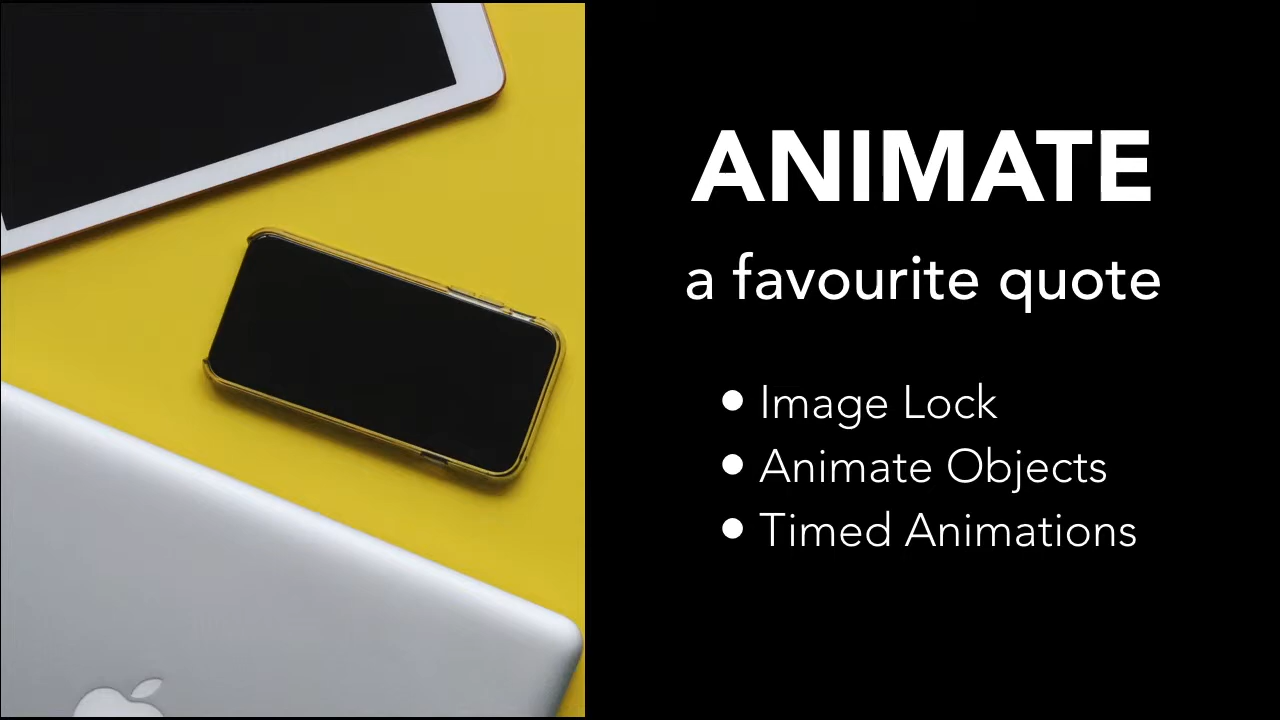 ANIMATE
a favourite quote
• Image Lock
• Animate Objects
• Timed Animations